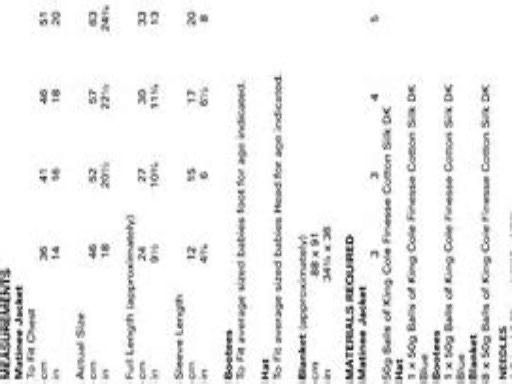 MEASUREMENTS
Matinee Jacket
To Fit Chest
cm 36 41 46 51
in 14 16 18 20
Actual Size
cm 46 52 57 63
in 18 20½ 22½
Full Length (approximately)
cm 24 27 30 33
in 9½ 10½ 11¾ 13
Sleeve Length
cm 12 15 17 20
in 4¾ 6 6½ 8
Bootees
To Fit average sized babies foot for age indicated.
Hat
To Fit average sized babies Head for age indicated.
Blanket (approximately)
cm 88 x 91
in x 36
MATERIALS REQUIRED
Matinee Jacket
3 3 4 5
50g Balls of King Cole Finesse Cotton Silk DK
Hat
1 x 50g Balls of King Cole Finesse Cotton Silk DK
Blue
Bootees
x 50g Balls of King Cole Finesse Cotton Silk DK
Blue
Blanket
8 x 50g Balls of King Cole Finesse Cotton Silk DK
NEEDLES